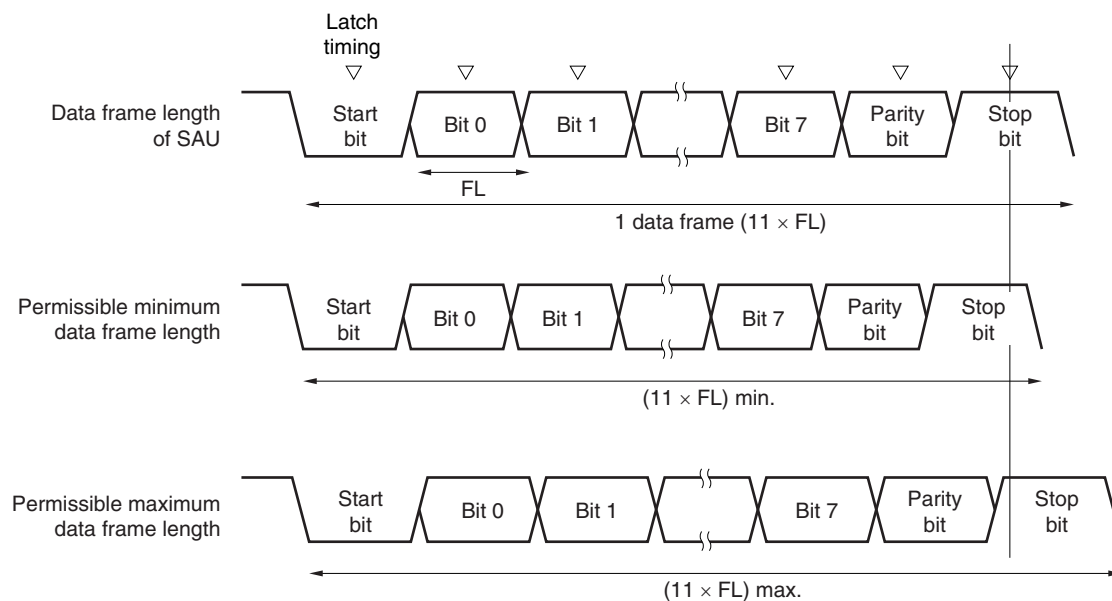 Latch
timing
Data frame length
of SAU
Start
bit
Bit 0
Bit 1
Bit 7
Parity
bit
Stop
bit
FL
1 data frame (11 × FL)
Permissible minimum
data frame length
Start
bit
Bit 0
Bit 1
Bit 7
Parity
bit
Stop
bit
(11 × FL) min.
Permissible maximum
data frame length
Start
bit
Bit 0
Bit 1
Bit 7
Parity
bit
Stop
bit
(11 × FL) max.